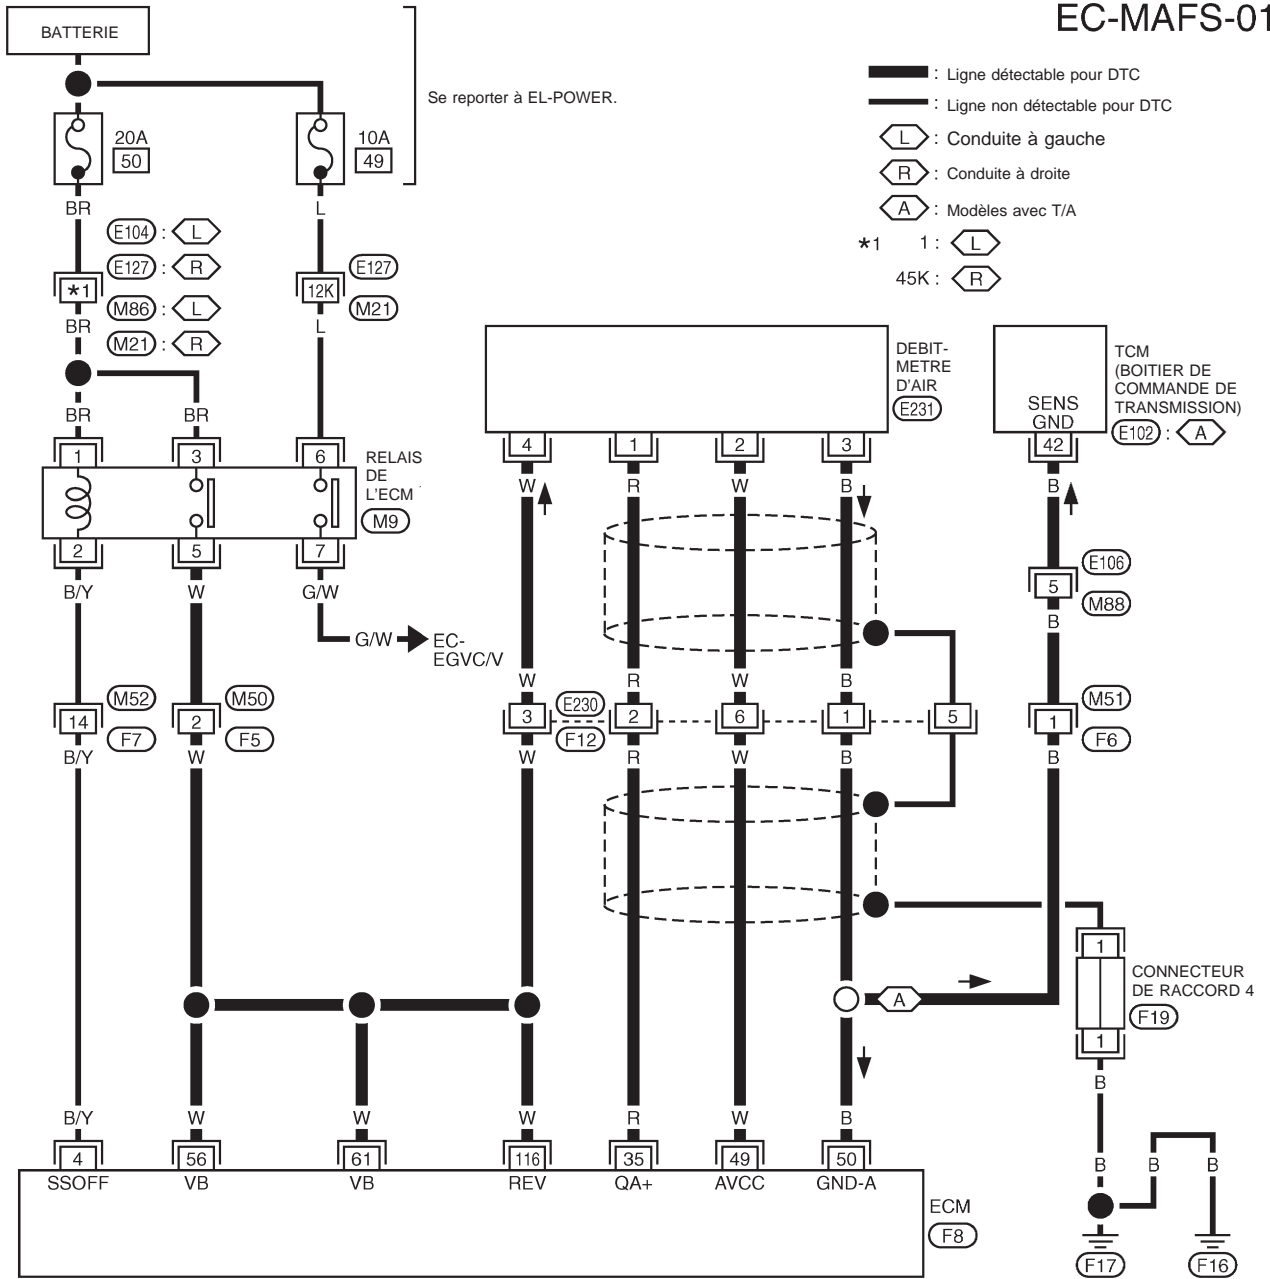 EC-MAFS-01
BATTERIE
Se reporter à EL-POWER.
: Ligne détectable pour DTC
: Ligne non détectable pour DTC
L : Conduite à gauche
R : Conduite à droite
A : Modèles avec T/A
*1 1 : L
45K : R
20A
50
10A
49
BR
L
E104 : L
E127 : R
M86 : L
M21 : R
*1
BR
12K
E127
M21
L
BR
BR
1
3
6
RELAIS
DE
L'ECM
M9
2
5
7
B/Y
W
G/W
G/W
EC-
EGVC/V
DEBIT-
METRE
D'AIR
E231
4
1
2
3
W
R
W
B
TCM
(BOITIER DE
COMMANDE DE
TRANSMISSION)
E102 : A
SENS
GND
42
B
E106
5
M88
B
W
R
W
B
M52
14
F7
M50
2
F5
3
E230
F12
2
6
1
5
M51
1
F6
B/Y
W
W
R
W
B
B
A
1
CONNECTEUR
DE RACCORD 4
F19
1
B
B/Y
W
W
W
R
W
B
4
56
61
116
35
49
50
SSOFF
VB
VB
REV
QA+
AVCC
GND-A
ECM
F8
B
B
B
F17
F16